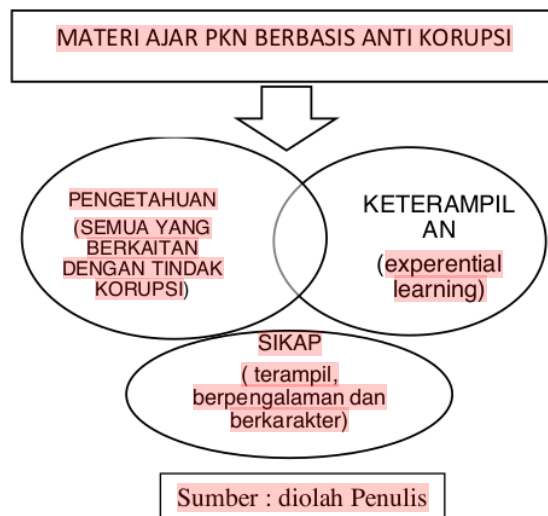 MATERI AJAR PKN BERBASIS ANTI KORUPSI
PENGETAHUAN
(SEMUA YANG
BERKAITAN
DENGAN TINDAK
KORUPSI)
KETERAMPIL
AN
(experential
learning)
SIKAP
( terampil,
berpengalaman dan
berkarakter)
Sumber : diolah Penulis